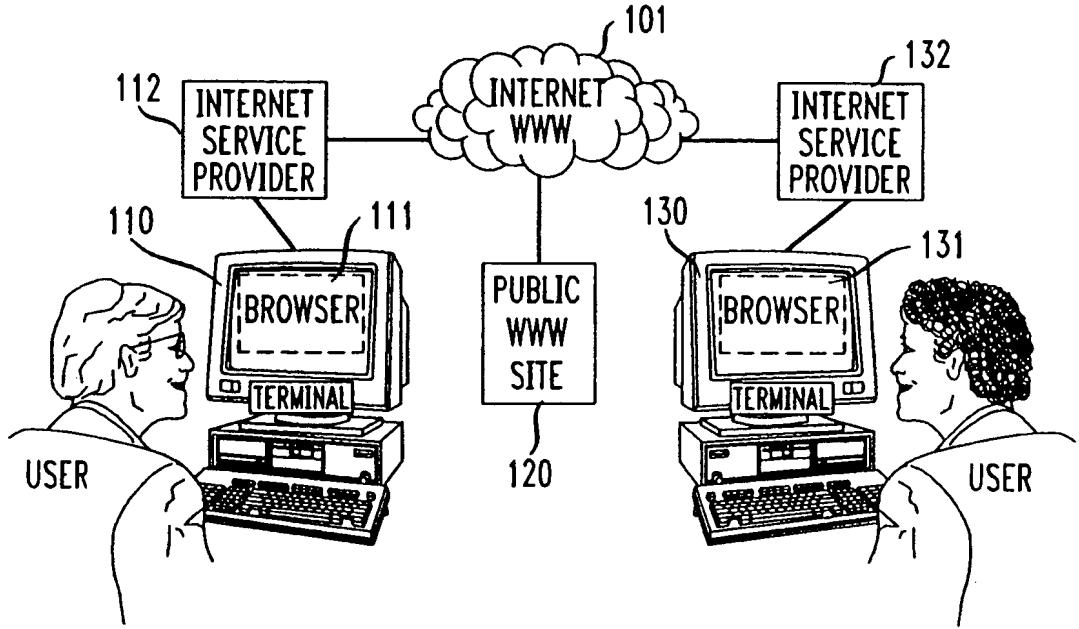 101
112
132
INTERNET
SERVICE
PROVIDER
INTERNET
WWW
INTERNET
SERVICE
PROVIDER
110
111
130
131
BROWSER
PUBLIC
WWW
SITE
BROWSER
TERMINAL
TERMINAL
USER
120
USER